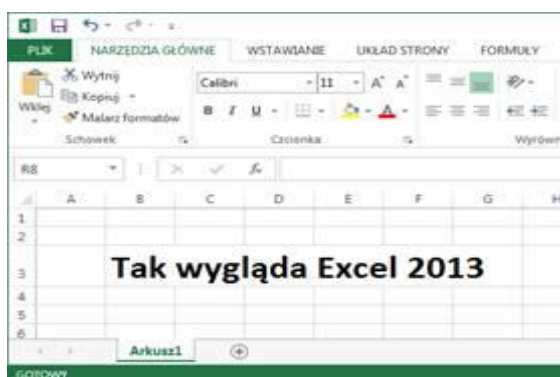 PLIK NARZĘDZIA GŁÓWNE WSTAWIANIE UKŁAD STRONY FORMUŁY
Wklej
Wytnij
Kopiuj
Malarz formatów
Schowek
Calibri 11
B I U
Czcionka
R8 fx
A B C D E F G H
1
2
3 Tak wygląda Excel 2013
4
5
6
Arkusz1
GOTOWY